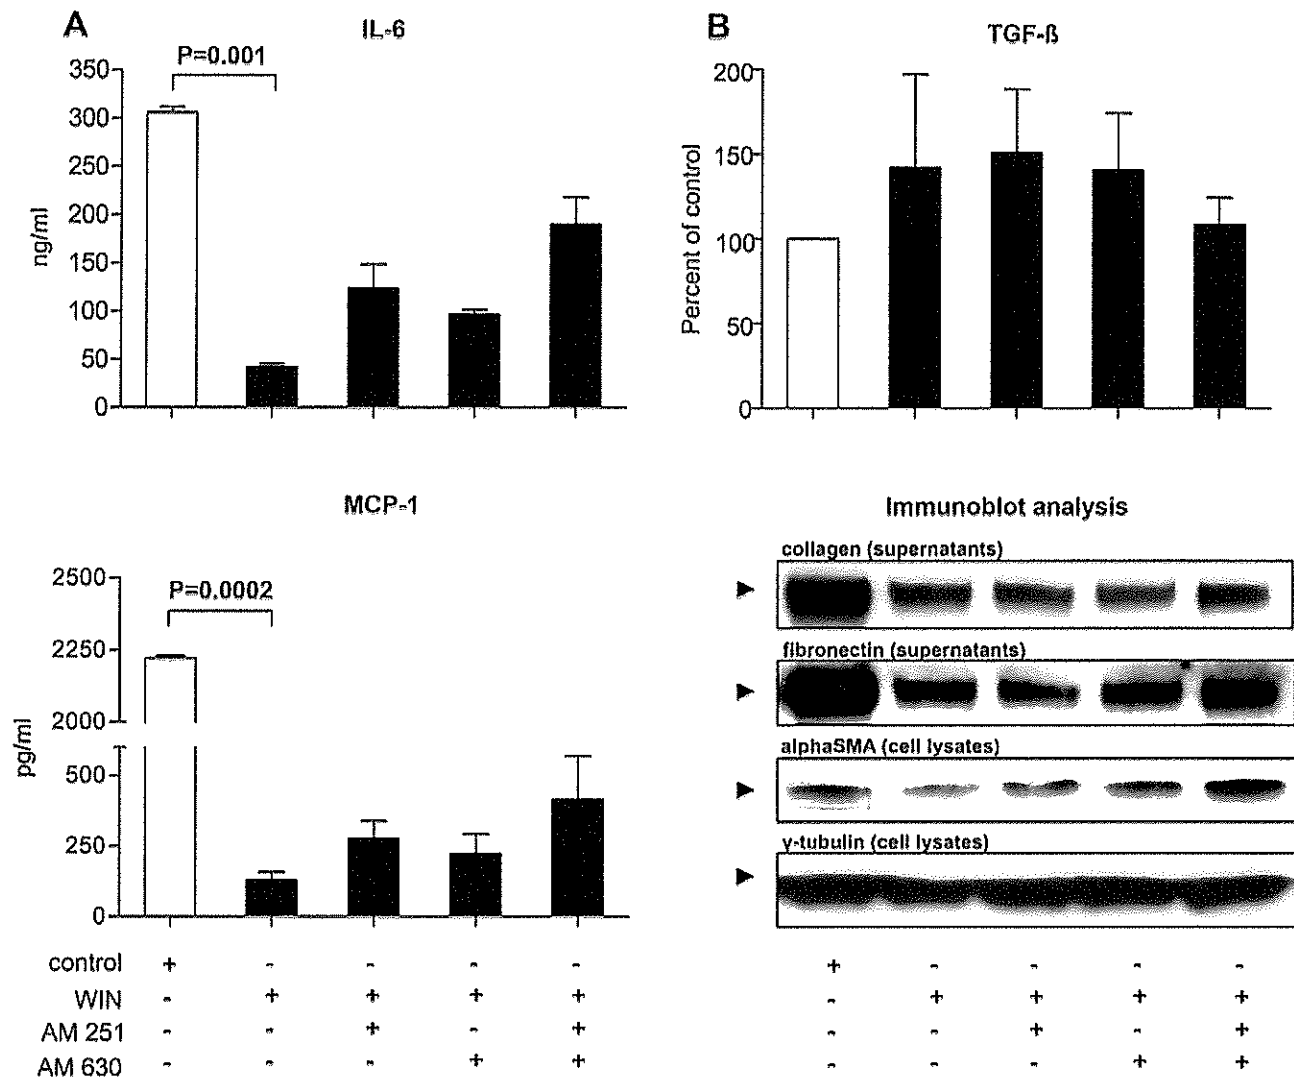 A
IL-6
P=0.001
350
300
250
200
150
100
50
0
ng/ml
B
TGF-ß
200
150
100
50
0
Percent of control
MCP-1
P=0.0002
2500
2250
2000
500
250
0
pg/ml
control + - - - -
WIN - + + + +
AM 251 - - + - +
AM 630 - - - + +
Immunoblot analysis
collagen (supernatants)
fibronectin (supernatants)
alphaSMA (cell lysates)
γ-tubulin (cell lysates)
+ - - - -
- + + + +
- - + - +
- - - + +